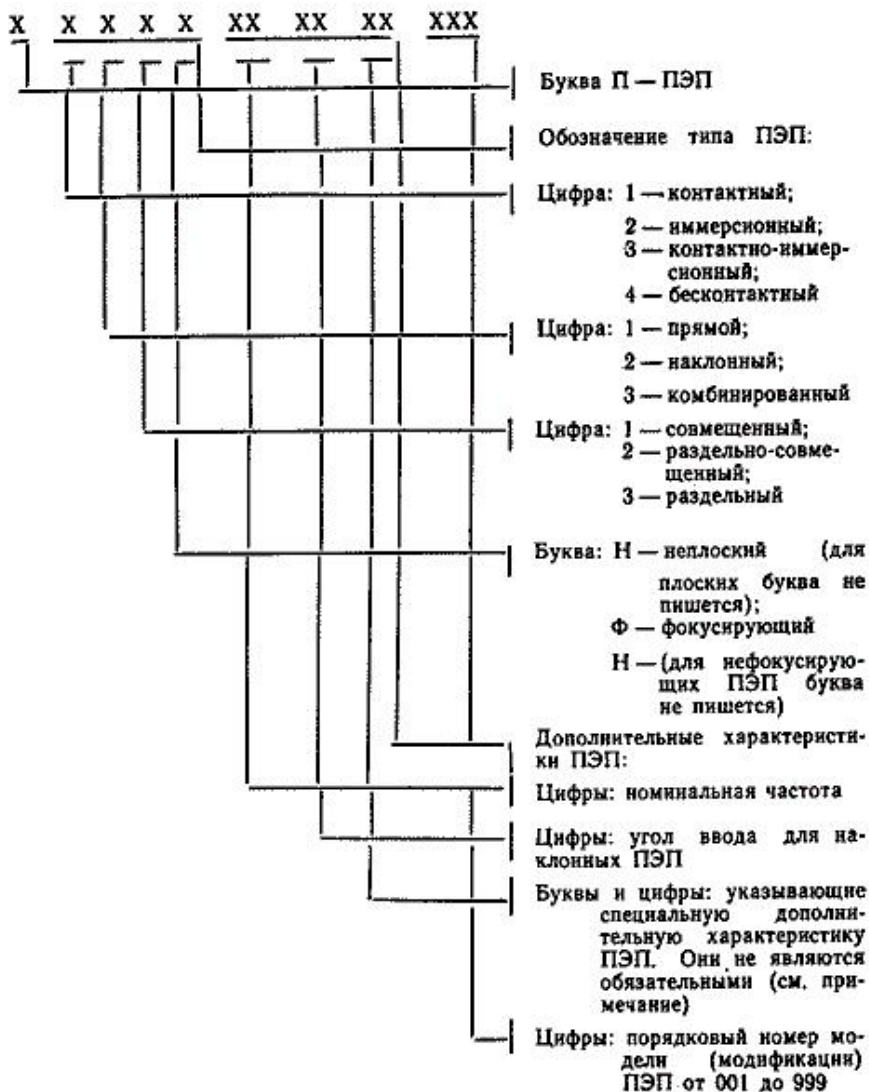 X X X X X XX XX XX XXX
Буква П — ПЭП
Обозначение типа ПЭП:
Цифра: 1 — контактный;
2 — иммерсионный;
3 — контактно-иммер-
сионный;
4 — бесконтактный
Цифра: 1 — прямой;
2 — наклонный;
3 — комбинированный
Цифра: 1 — совмещенный;
2 — раздельно-совме-
щенный;
3 — раздельный
Буква: Н — неплоский (для
плоских буква не
пишется);
Ф — фокусирующий
Н — (для нефокусирую-
щих ПЭП буква
не пишется)
Дополнительные характеристи-
ки ПЭП:
Цифры: номинальная частота
Цифры: угол ввода для на-
клонных ПЭП
Буквы и цифры: указывающие
специальную дополни-
тельную характеристику
ПЭП. Они не являются
обязательными (см. при-
мечание)
Цифры: порядковый номер мо-
дели (модификации)
ПЭП от 001 до 999